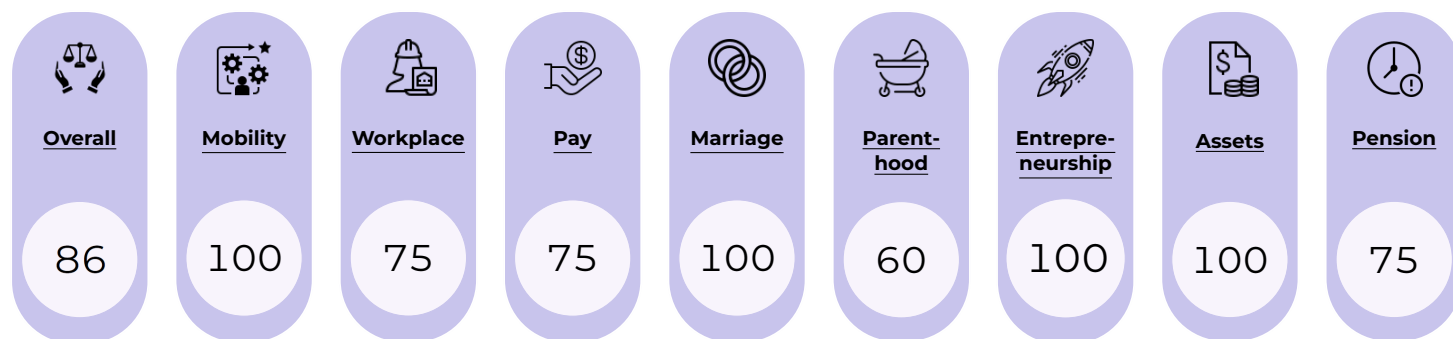 Overall
86
Mobility
100
Workplace
75
Pay
75
Marriage
100
Parent-
hood
60
Entrepre-
neurship
100
Assets
100
Pension
75